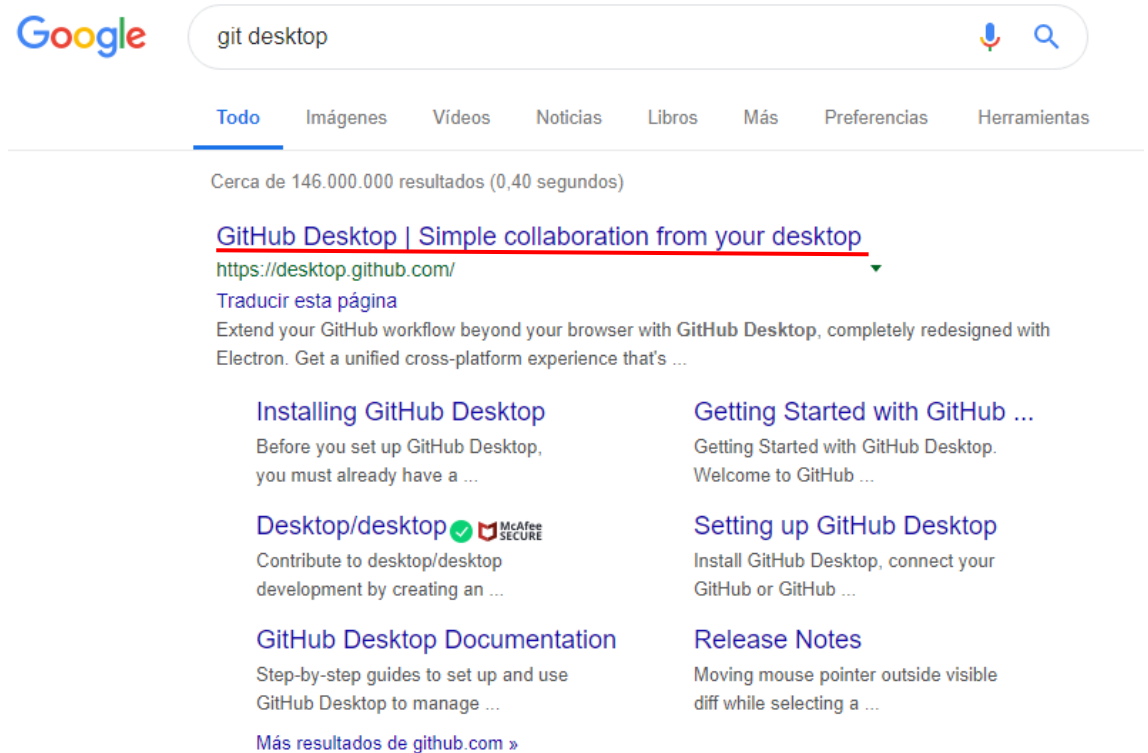 Google
git desktop
Todo Imágenes Vídeos Noticias Libros Más Preferencias Herramientas
Cerca de 146.000.000 resultados (0,40 segundos)
GitHub Desktop | Simple collaboration from your desktop
https://desktop.github.com/
Traducir esta página
Extend your GitHub workflow beyond your browser with GitHub Desktop, completely redesigned with
Electron. Get a unified cross-platform experience that's ...
Installing GitHub Desktop
Before you set up GitHub Desktop,
you must already have a ...
Getting Started with GitHub ...
Getting Started with GitHub Desktop.
Welcome to GitHub ...
Desktop/desktop McAfee
SECURE
Contribute to desktop/desktop
development by creating an ...
Setting up GitHub Desktop
Install GitHub Desktop, connect your
GitHub or GitHub ...
GitHub Desktop Documentation
Step-by-step guides to set up and use
GitHub Desktop to manage ...
Release Notes
Moving mouse pointer outside visible
diff while selecting a ...
Más resultados de github.com »